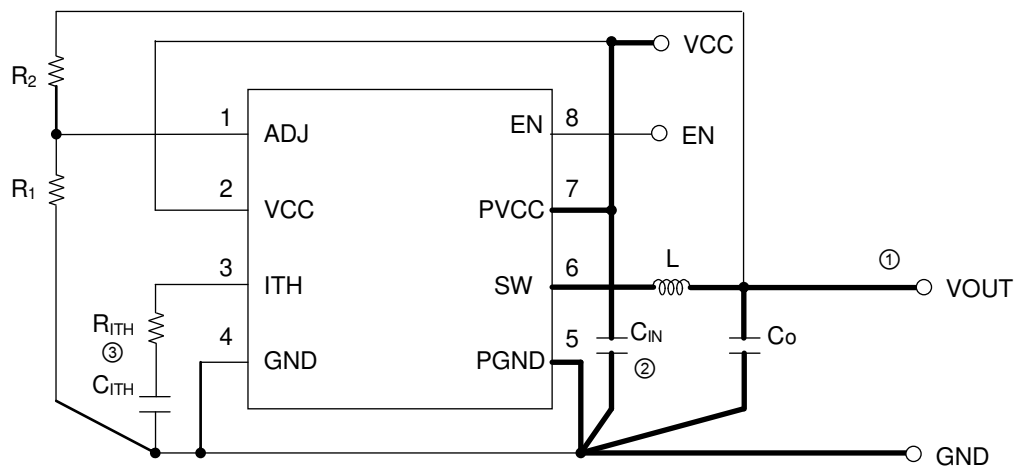 VCC
R2
1
ADJ
EN
8
EN
R1
2
VCC
7
PVCC
3
ITH
6
SW
L
①
VOUT
RITH
③
4
GND
5
PGND
CIN
②
Co
CITH
GND